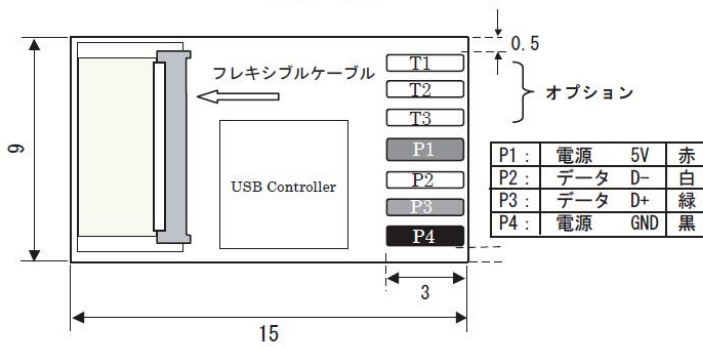 0.5
T1
フレキシブルケーブル
T2
オプション
T3
P1
P1: 電源 5V 赤
P2: データ D- 白
P3: データ D+ 緑
P4: 電源 GND 黒
USB Controller
P2
P3
P4
9
3
15